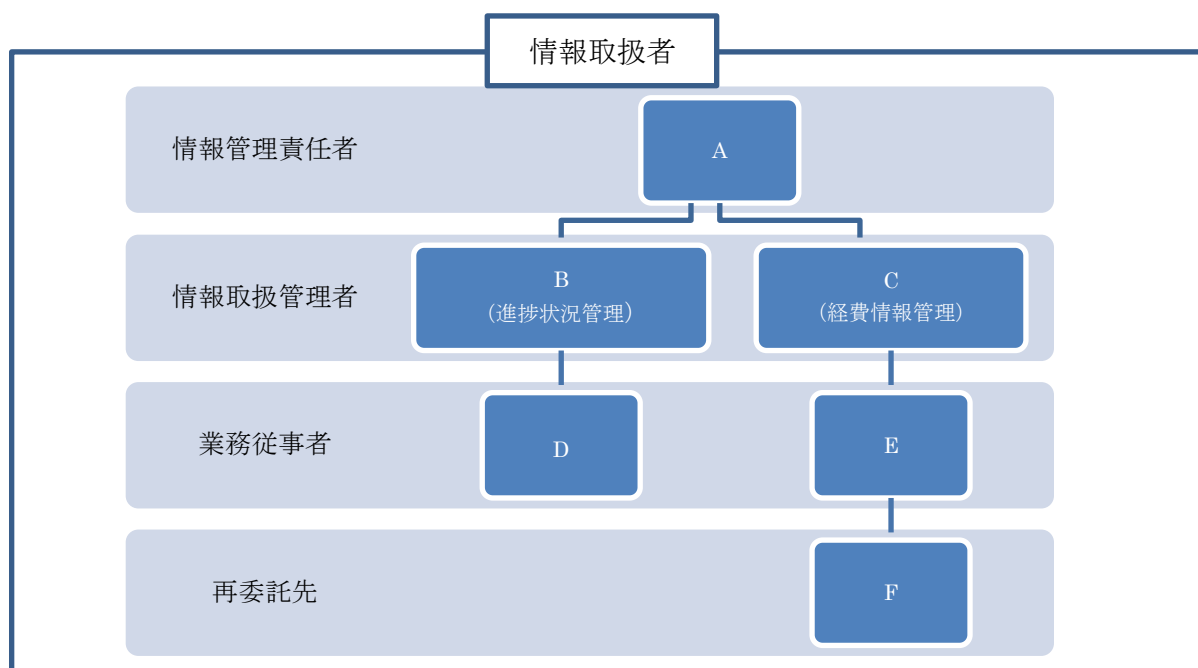 情報取扱者
情報管理責任者
A
情報取扱管理者
B
（進捗状況管理）
C
（経費情報管理）
業務従事者
D
E
再委託先
F